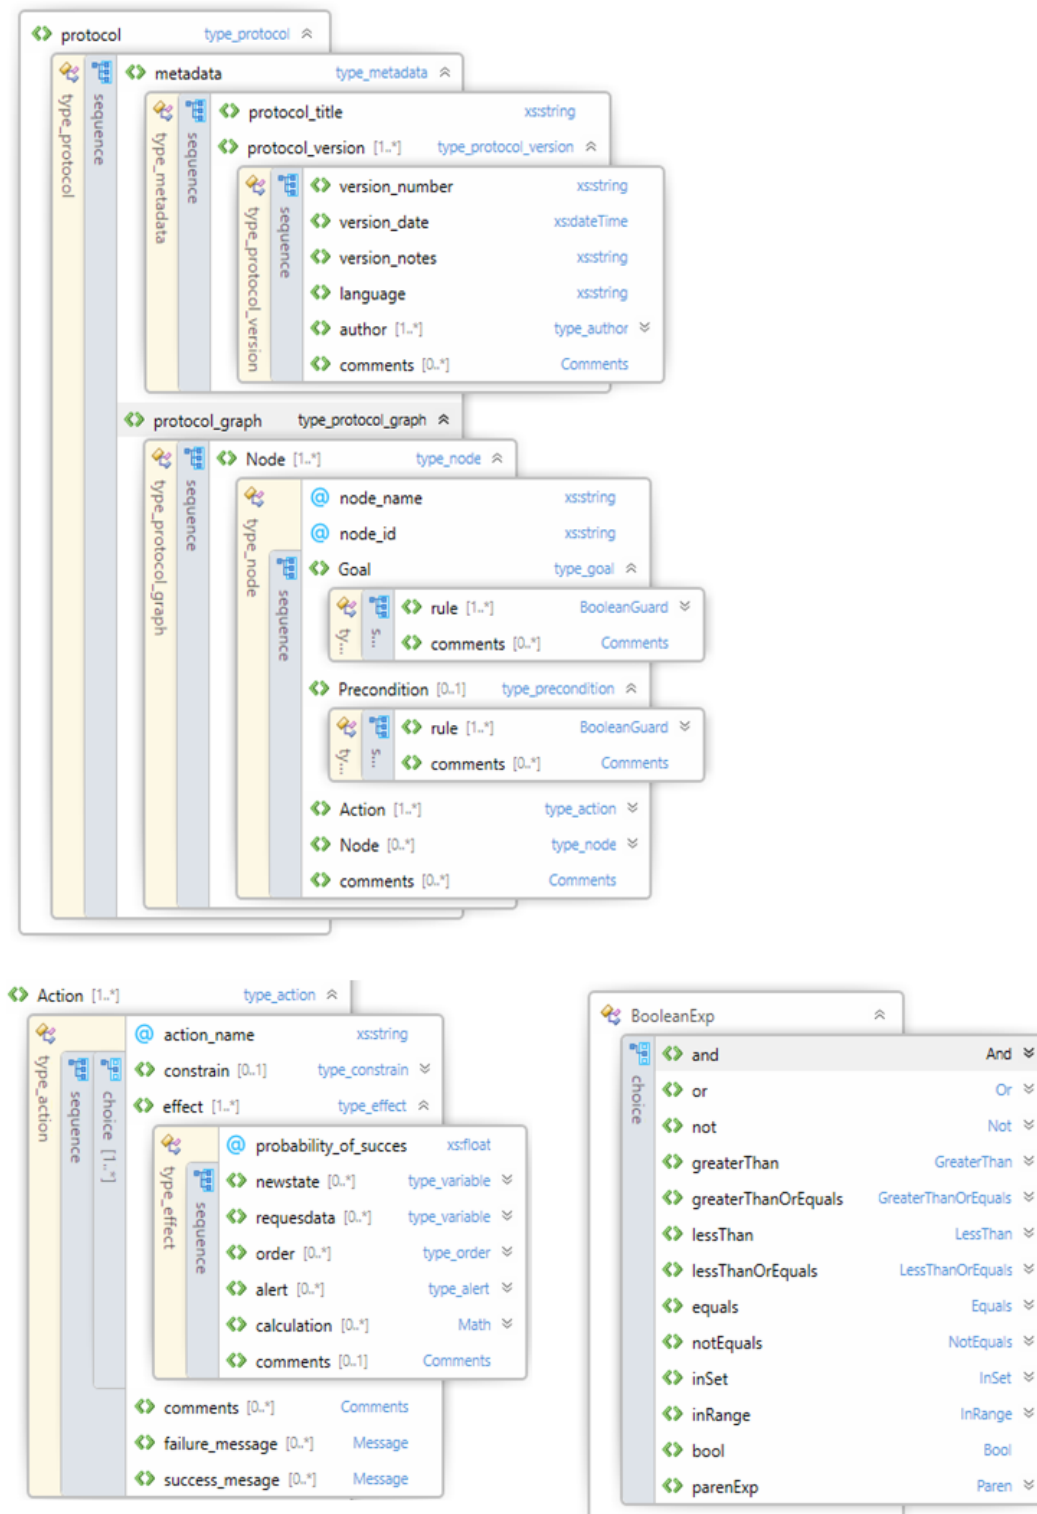 protocol type_protocol
type_protocol
sequence
metadata type_metadata
type_metadata
sequence
protocol_title xs:string
protocol_version [1..*] type_protocol_version
type_protocol_version
sequence
version_number xs:string
version_date xs:dateTime
version_notes xs:string
language xs:string
author [1..*] type_author
comments [0..*] Comments
protocol_graph type_protocol_graph
type_protocol_graph
sequence
Node [1..*] type_node
type_node
@ node_name xs:string
@ node_id xs:string
sequence
Goal type_goal
ty...
s...
rule [1..*] BooleanGuard
comments [0..*] Comments
Precondition [0..1] type_precondition
ty...
s...
rule [1..*] BooleanGuard
comments [0..*] Comments
Action [1..*] type_action
Node [0..*] type_node
comments [0..*] Comments
Action [1..*] type_action
type_action
@ action_name xs:string
sequence
choice [1..*]
constrain [0..1] type_constrain
effect [1..*] type_effect
type_effect
@ probability_of_succes xs:float
sequence
newstate [0..*] type_variable
requesdata [0..*] type_variable
order [0..*] type_order
alert [0..*] type_alert
calculation [0..*] Math
comments [0..1] Comments
comments [0..*] Comments
failure_message [0..*] Message
success_mesage [0..*] Message
BooleanExp
choice
and And
or Or
not Not
greaterThan GreaterThan
greaterThanOrEquals GreaterThanOrEquals
lessThan LessThan
lessThanOrEquals LessThanOrEquals
equals Equals
notEquals NotEquals
inSet InSet
inRange InRange
bool Bool
parenExp Paren